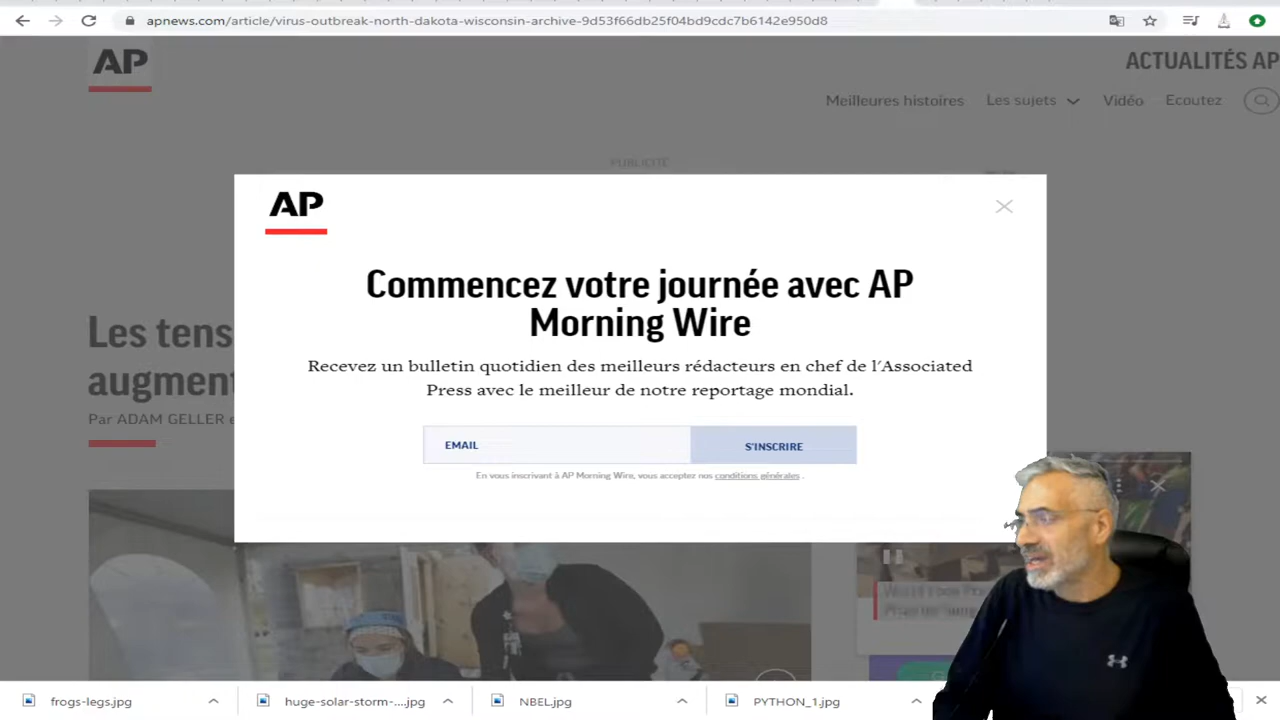 apnews.com/article/virus-outbreak-north-dakota-wisconsin-archive-9d53f66db25f04bd9cdc7b6142e950d8
AP
ACTUALITÉS AP
Meilleures histoires Les sujets Vidéo Ecoutez
PUBLICITÉ
AP
Commencez votre journée avec AP
Morning Wire
Recevez un bulletin quotidien des meilleurs rédacteurs en chef de l'Associated
Press avec le meilleur de notre reportage mondial.
EMAIL S'INSCRIRE
En vous inscrivant à AP Morning Wire, vous acceptez nos conditions générales .
Les tens
augment
Par ADAM GELLER e
frogs-legs.jpg huge-solar-storm-....jpg NBEL.jpg PYTHON_1.jpg